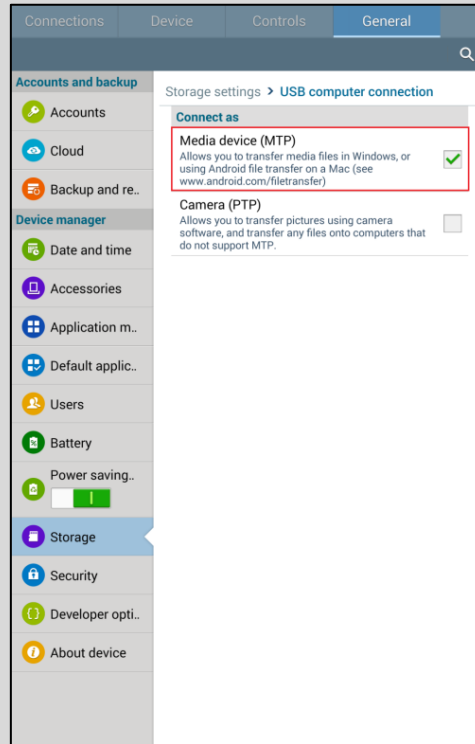 Connections Device Controls General
Accounts and backup
Accounts
Cloud
Backup and re..
Device manager
Date and time
Accessories
Application m..
Default applic..
Users
Battery
Power saving..
Storage
Security
Developer opti..
About device
Storage settings > USB computer connection
Connect as
Media device (MTP)
Allows you to transfer media files in Windows, or
using Android file transfer on a Mac (see
www.android.com/filetransfer)
Camera (PTP)
Allows you to transfer pictures using camera
software, and transfer any files onto computers that
do not support MTP.